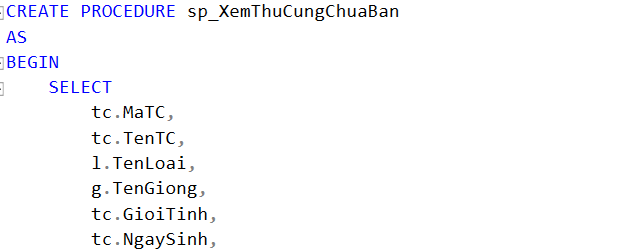 CREATE PROCEDURE sp_XemThuCungChuaBan
AS
BEGIN
    SELECT
        tc.MaTC,
        tc.TenTC,
        l.TenLoai,
        g.TenGiong,
        tc.GioiTinh,
        tc.NgaySinh,